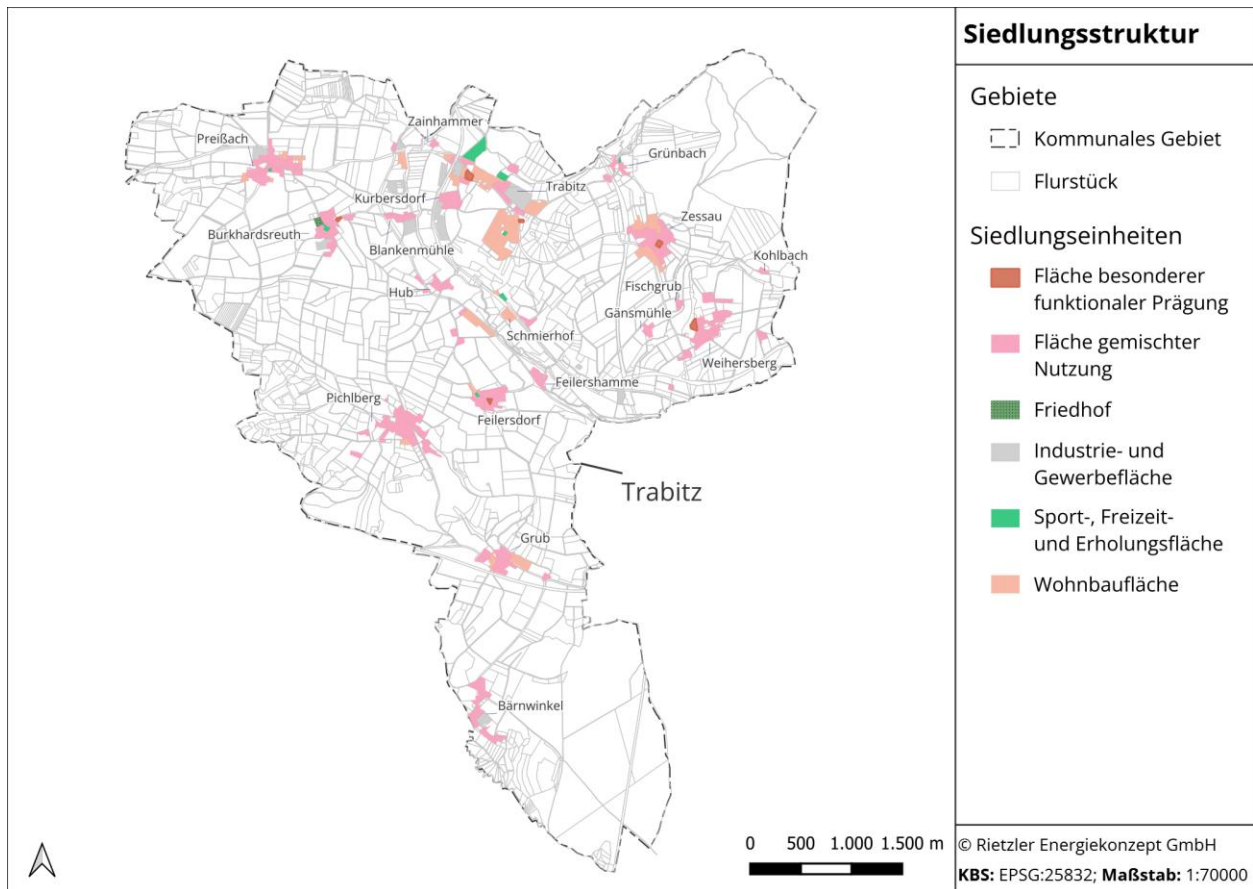 Siedlungsstruktur
Gebiete
Kommunales Gebiet
Flurstück
Siedlungseinheiten
Fläche besonderer
funktionaler Prägung
Fläche gemischter
Nutzung
Friedhof
Industrie- und
Gewerbefläche
Sport-, Freizeit-
und Erholungsfläche
Wohnbaufläche
© Rietzler Energiekonzept GmbH
KBS: EPSG:25832; Maßstab: 1:70000
Zainhammer
Preißach
Grünbach
Trabitz
Kurbersdorf
Zessau
Burkhardsreuth
Blankenmühle
Kohlbach
Fischgrub
Hub
Gänsmühle
Schmierhof
Weihersberg
Feilershamme
Pichlberg
Feilersdorf
Trabitz
Grub
Bärnwinkel
0 500 1.000 1.500 m